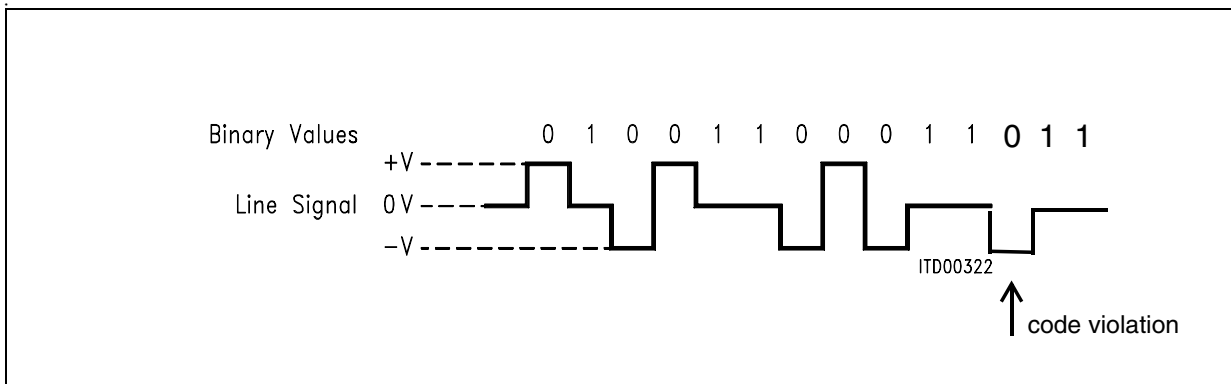 Binary Values 0 1 0 0 1 1 0 0 0 1 1 0 1 1
+V
Line Signal 0V
-V
ITD00322
code violation